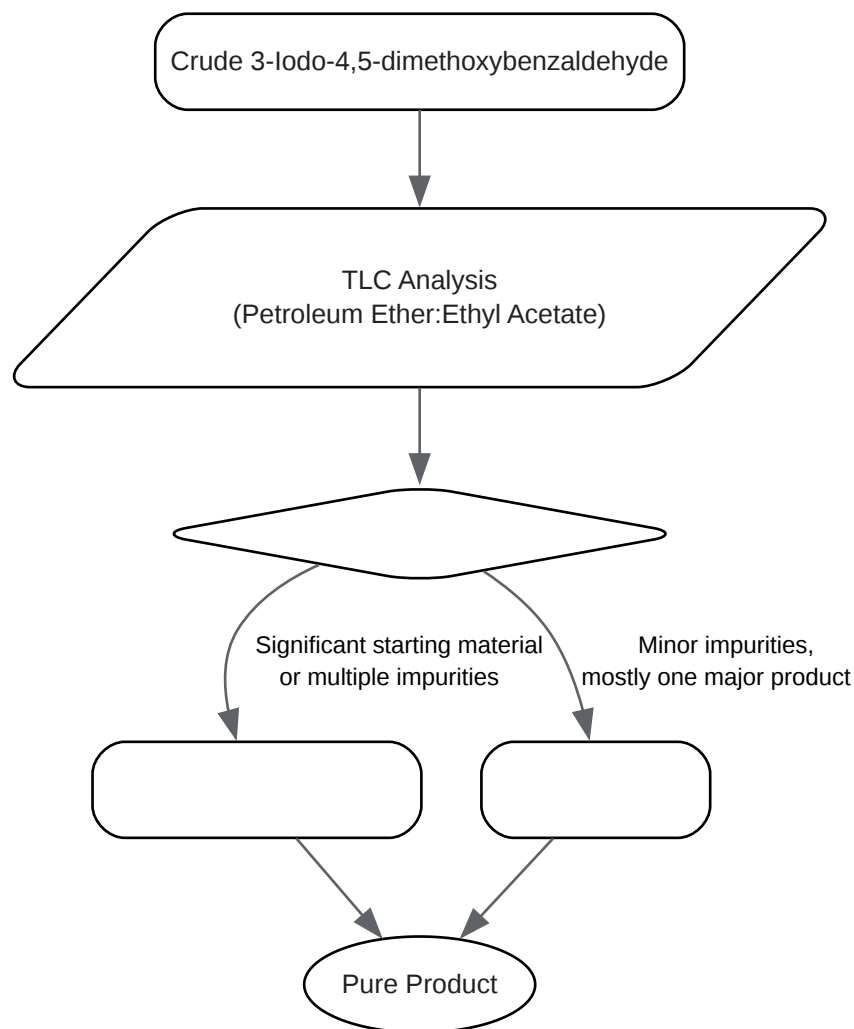 Crude 3-Iodo-4,5-dimethoxybenzaldehyde
TLC Analysis
(Petroleum Ether:Ethyl Acetate)
Significant starting material
or multiple impurities
Minor impurities,
mostly one major product
Pure Product